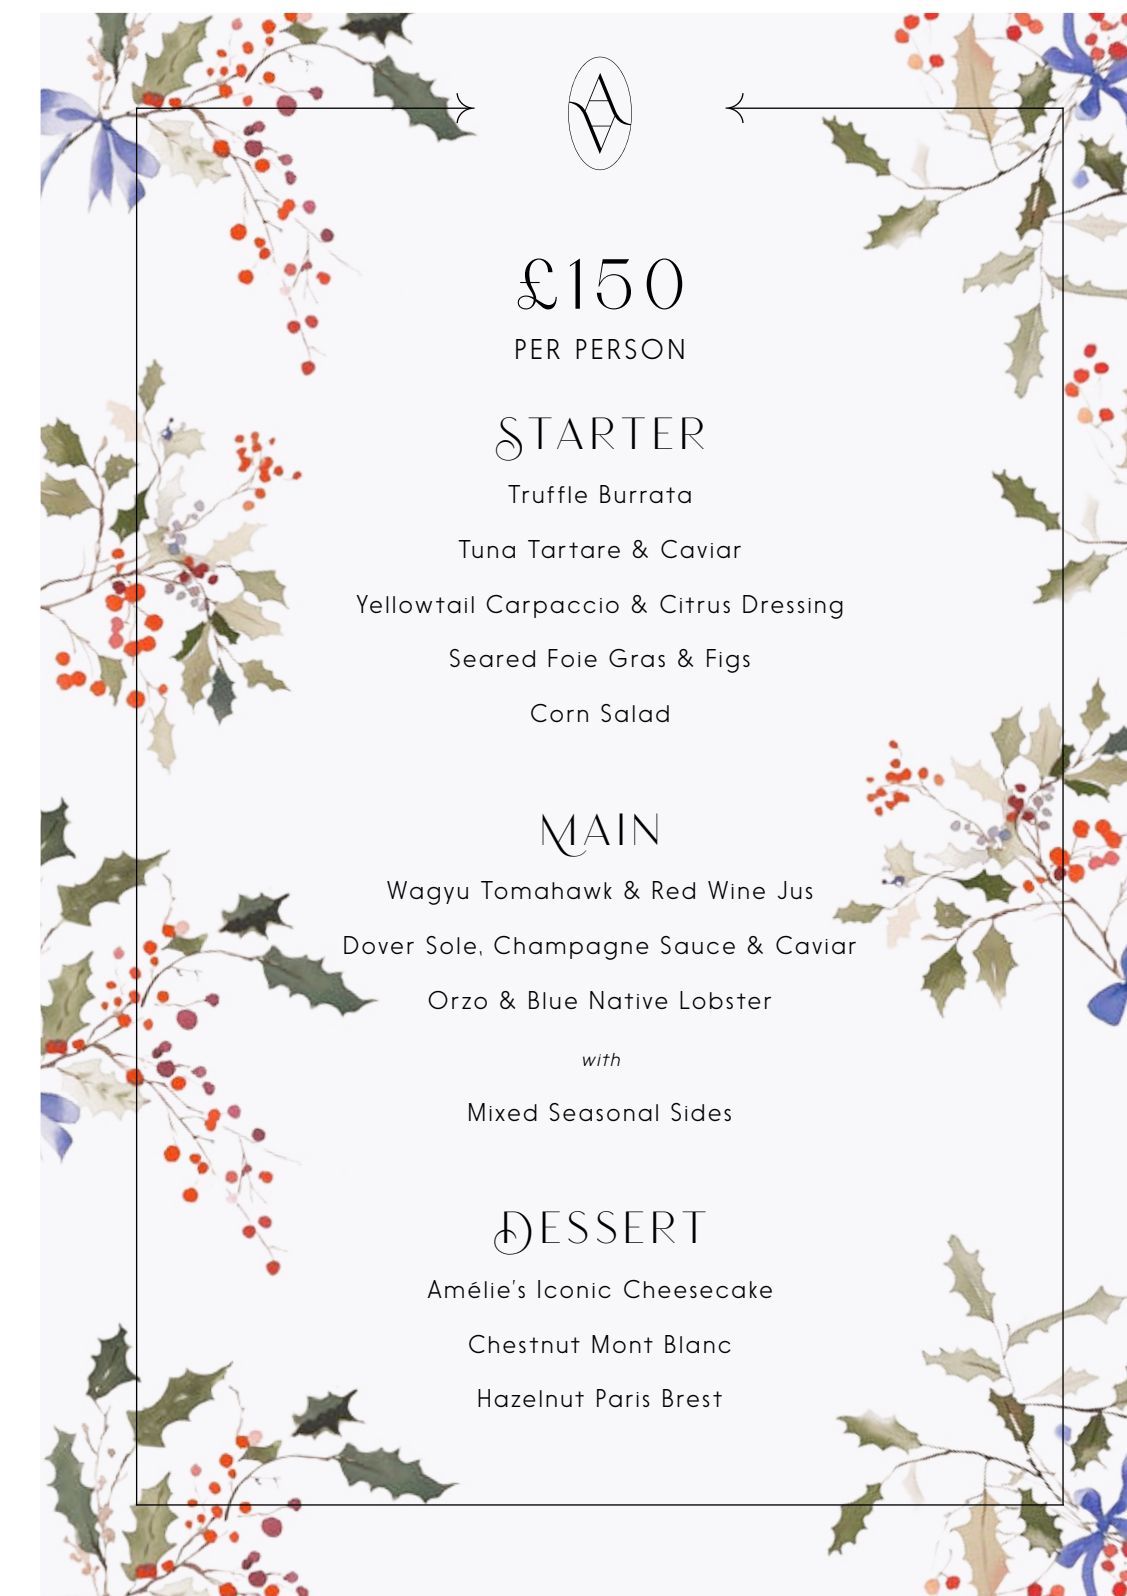 £150
PER PERSON
STARTER
Truffle Burrata
Tuna Tartare & Caviar
Yellowtail Carpaccio & Citrus Dressing
Seared Foie Gras & Figs
Corn Salad
MAIN
Wagyu Tomahawk & Red Wine Jus
Dover Sole, Champagne Sauce & Caviar
Orzo & Blue Native Lobster
with
Mixed Seasonal Sides
DESSERT
Amélie's Iconic Cheesecake
Chestnut Mont Blanc
Hazelnut Paris Brest